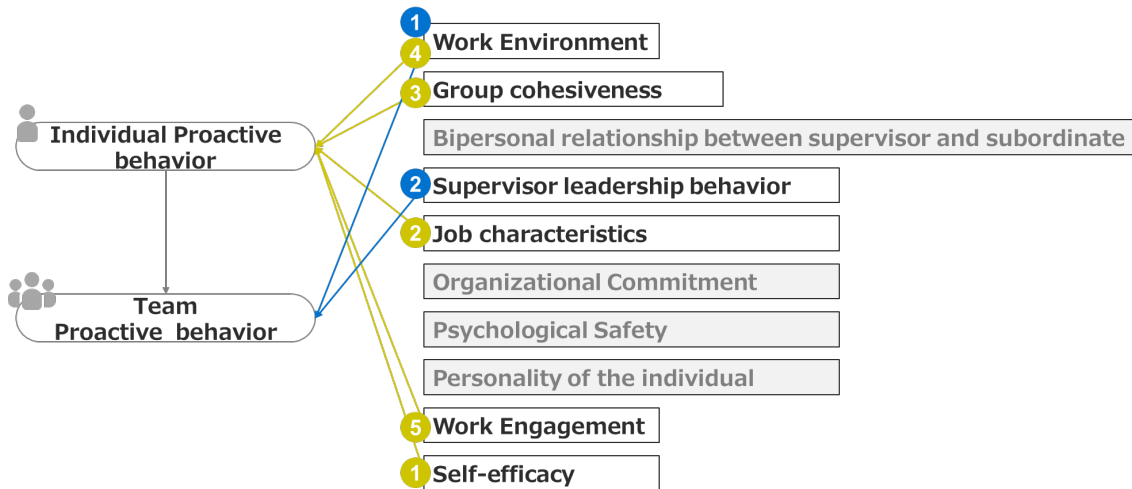 1
Work Environment
4
3
Group cohesiveness
Individual Proactive
behavior
Bipersonal relationship between supervisor and subordinate
2
Supervisor leadership behavior
2
Job characteristics
Organizational Commitment
Team
Proactive behavior
Psychological Safety
Personality of the individual
5
Work Engagement
1
Self-efficacy